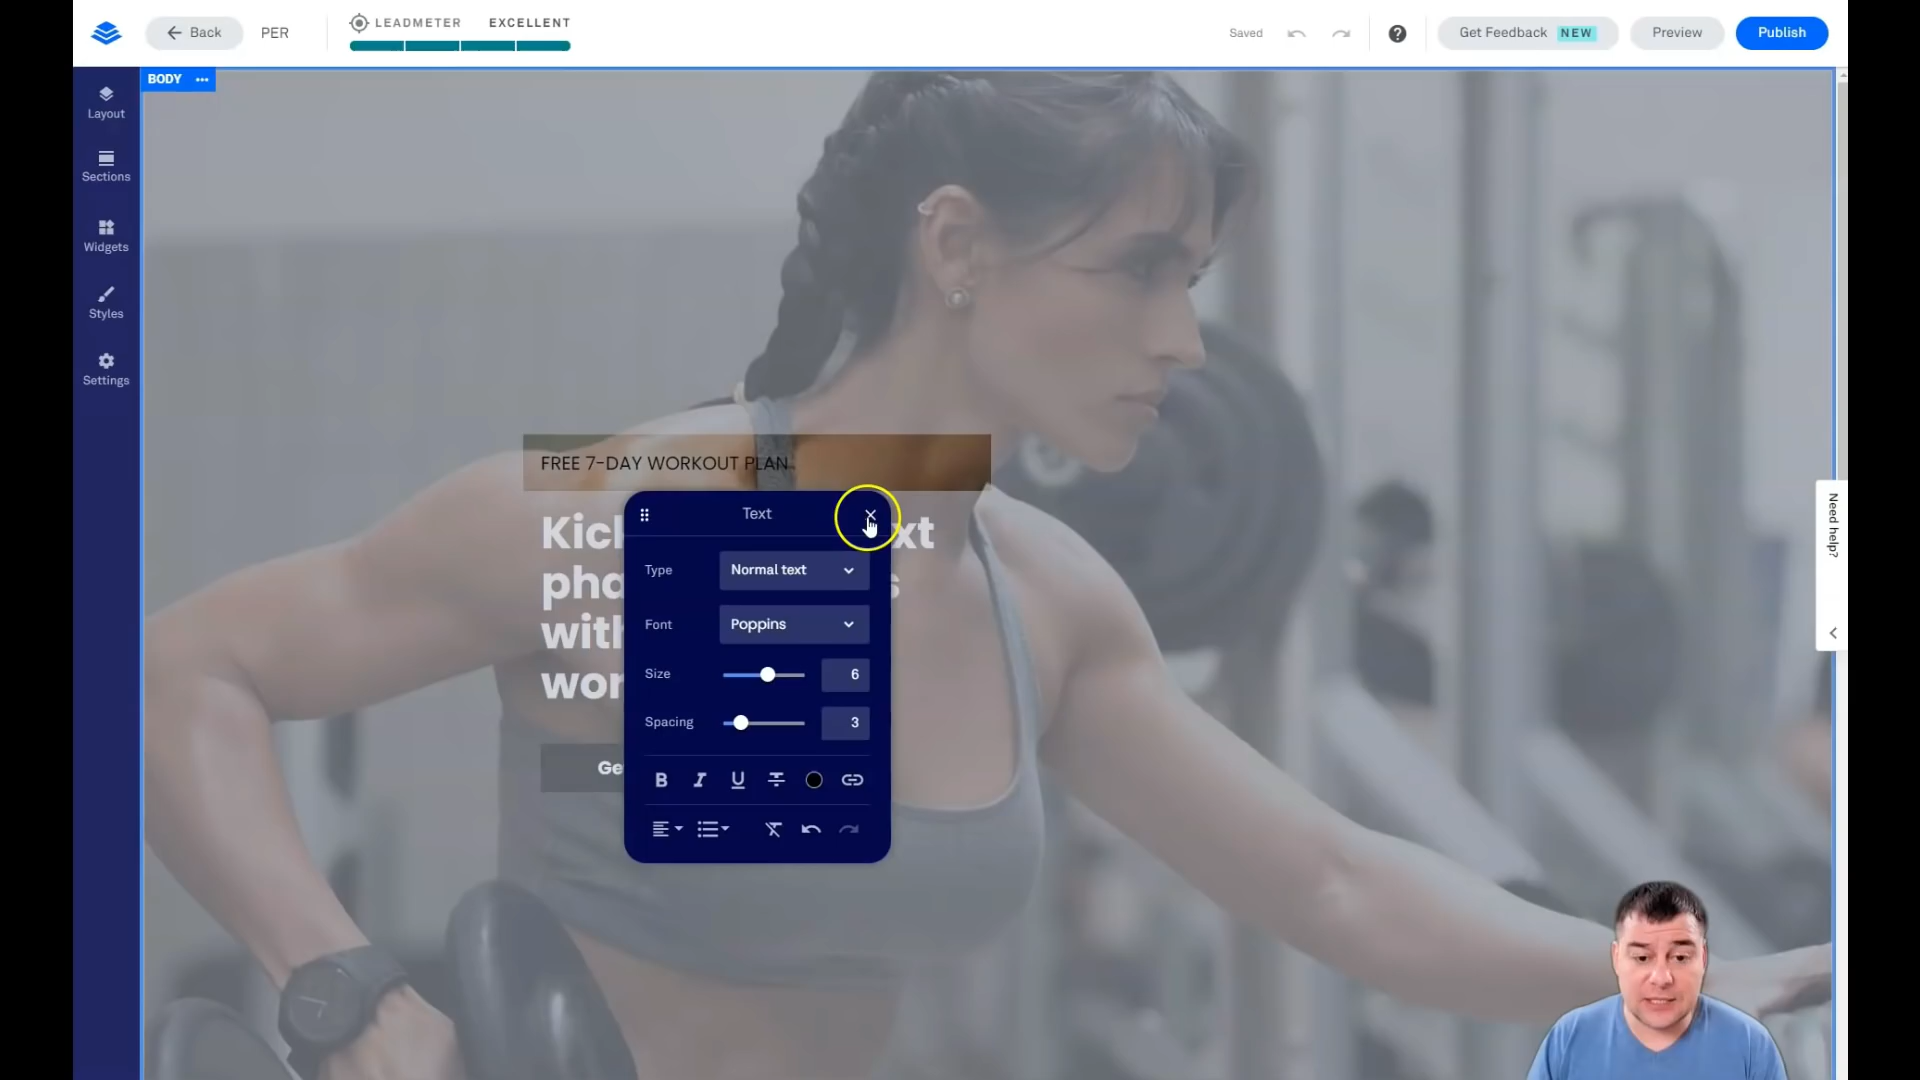 Back
PER
LEADMETER EXCELLENT
Saved
Get Feedback NEW
Preview
Publish
BODY
Layout
Sections
Widgets
Styles
Settings
FREE 7-DAY WORKOUT PLAN
Text
Type
Normal text
Font
Poppins
Size
6
Spacing
3
B I U
Need help?